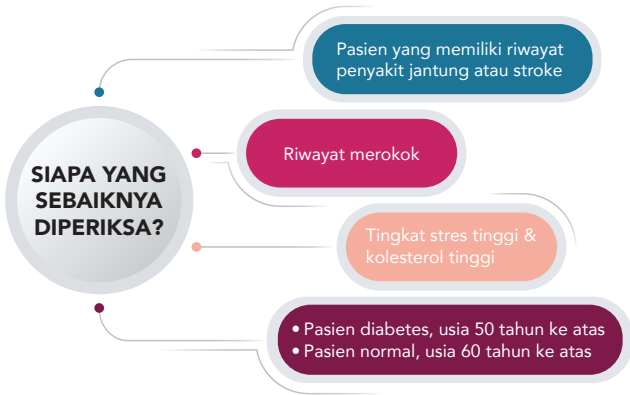 SIAPA YANG
SEBAIKNYA
DIPERIKSA?
Pasien yang memiliki riwayat
penyakit jantung atau stroke
Riwayat merokok
Tingkat stres tinggi &
kolesterol tinggi
• Pasien diabetes, usia 50 tahun ke atas
• Pasien normal, usia 60 tahun ke atas